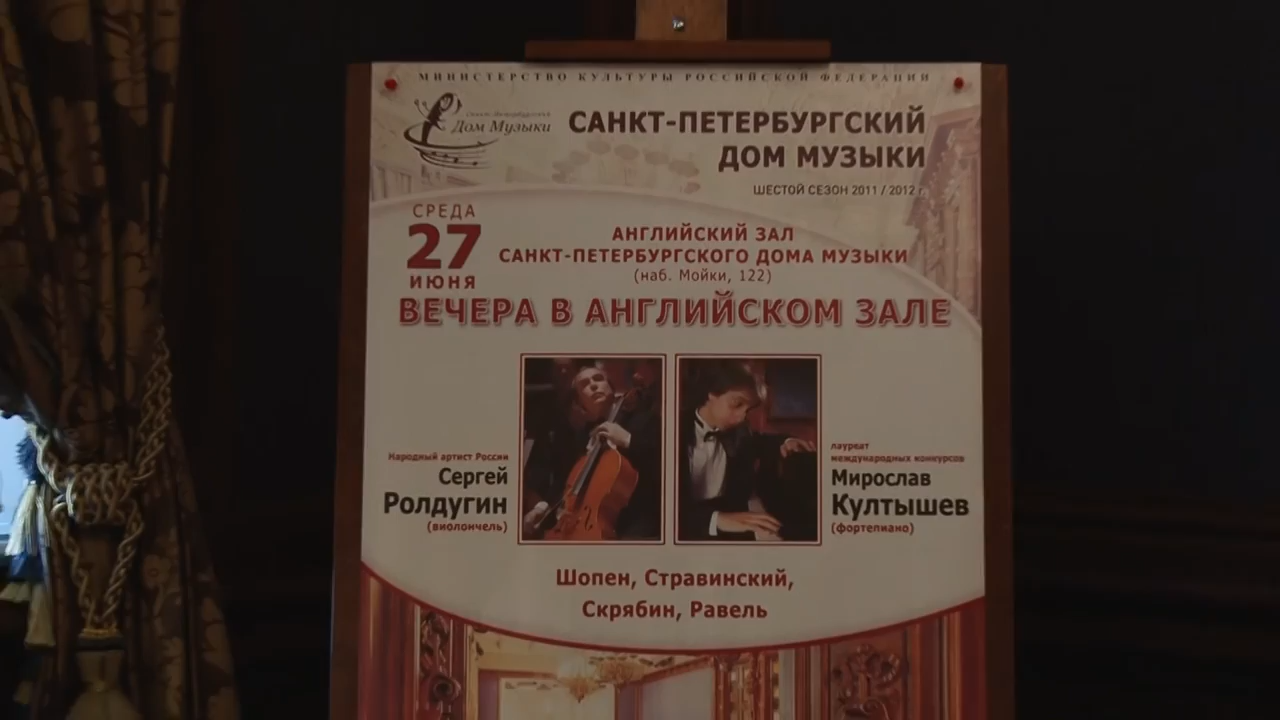 МИНИСТЕРСТВО КУЛЬТУРЫ РОССИЙСКОЙ ФЕДЕРАЦИИ
Санкт-Петербургский
Дом Музыки
САНКТ-ПЕТЕРБУРГСКИЙ
ДОМ МУЗЫКИ
ШЕСТОЙ СЕЗОН 2011 / 2012 г.
СРЕДА
27
ИЮНЯ
АНГЛИЙСКИЙ ЗАЛ
САНКТ-ПЕТЕРБУРГСКОГО ДОМА МУЗЫКИ
(наб. Мойки, 122)
ВЕЧЕРА В АНГЛИЙСКОМ ЗАЛЕ
Народный артист России
Сергей
Ролдугин
(виолончель)
лауреат
международных конкурсов
Мирослав
Култышев
(фортепиано)
Шопен, Стравинский,
Скрябин, Равель